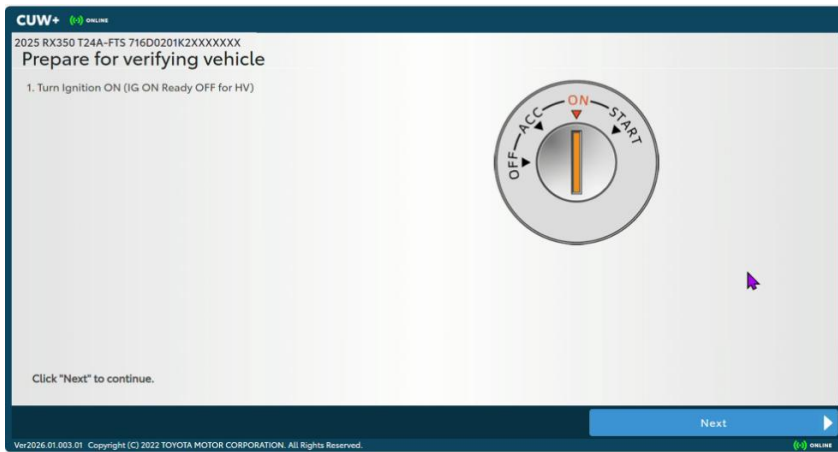 CUW+ ONLINE
2025 RX350 T24A-FTS 716D0201K2XXXXXXX
Prepare for verifying vehicle
1. Turn Ignition ON (IG ON Ready OFF for HV)
OFF ACC ON START
Click "Next" to continue.
Next
Ver2026.01.003.01 Copyright (C) 2022 TOYOTA MOTOR CORPORATION. All Rights Reserved. ONLINE